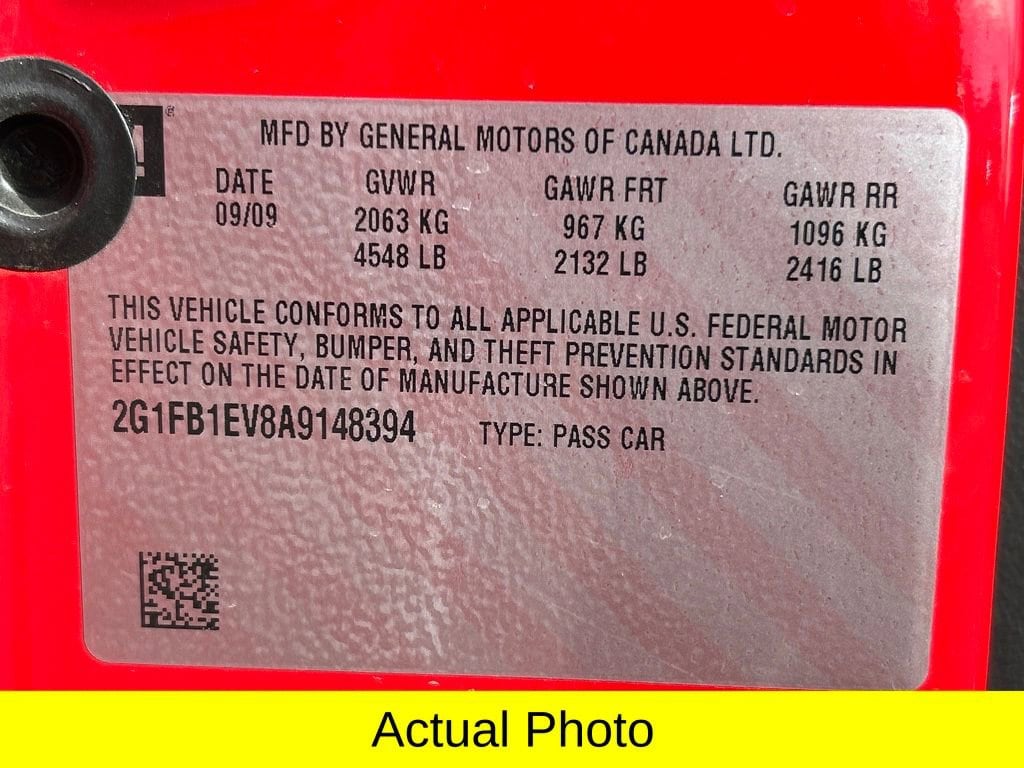 MFD BY GENERAL MOTORS OF CANADA LTD.
DATE GVWR GAWR FRT GAWR RR
09/09 2063 KG 967 KG 1096 KG
4548 LB 2132 LB 2416 LB
THIS VEHICLE CONFORMS TO ALL APPLICABLE U.S. FEDERAL MOTOR
VEHICLE SAFETY, BUMPER, AND THEFT PREVENTION STANDARDS IN
EFFECT ON THE DATE OF MANUFACTURE SHOWN ABOVE.
2G1FB1EV8A9148394 TYPE: PASS CAR
Actual Photo